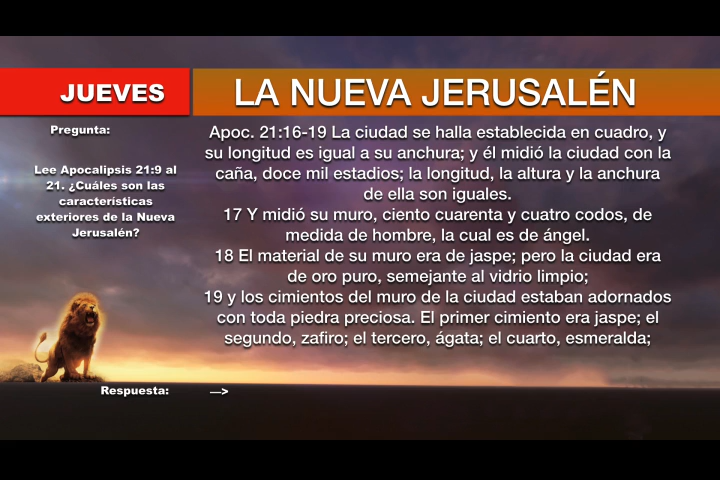 JUEVES
LA NUEVA JERUSALÉN
Pregunta:
Lee Apocalipsis 21:9 al
21. ¿Cuáles son las
características
exteriores de la Nueva
Jerusalén?
Apoc. 21:16-19 La ciudad se halla establecida en cuadro, y
su longitud es igual a su anchura; y él midió la ciudad con la
caña, doce mil estadios; la longitud, la altura y la anchura
de ella son iguales.
17 Y midió su muro, ciento cuarenta y cuatro codos, de
medida de hombre, la cual es de ángel.
18 El material de su muro era de jaspe; pero la ciudad era
de oro puro, semejante al vidrio limpio;
19 y los cimientos del muro de la ciudad estaban adornados
con toda piedra preciosa. El primer cimiento era jaspe; el
segundo, zafiro; el tercero, ágata; el cuarto, esmeralda;
Respuesta:
—>